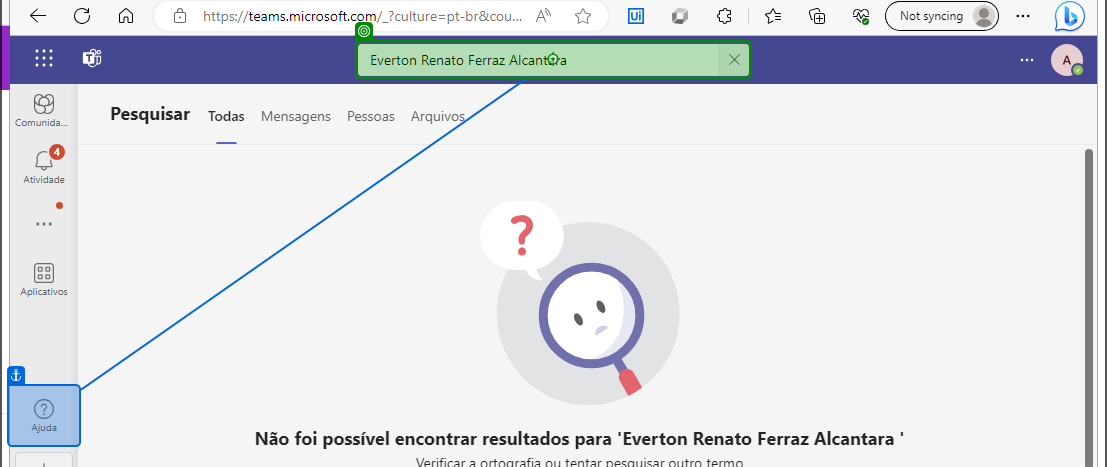 https://teams.microsoft.com/_?culture=pt-br&cou...
Not syncing
Everton Renato Ferraz Alcantara
A
Pesquisar Todas Mensagens Pessoas Arquivos
Comunida...
4
Atividade
Aplicativos
?
Ajuda
Não foi possível encontrar resultados para 'Everton Renato Ferraz Alcantara '
Verificar a ortografia ou tentar pesquisar outro termo